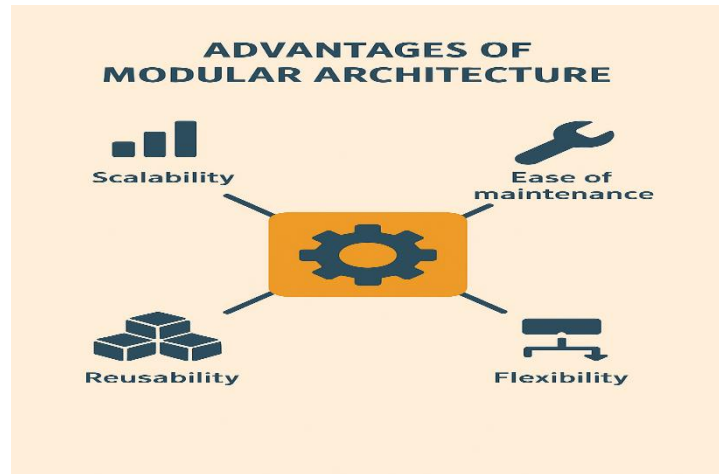 ADVANTAGES OF
MODULAR ARCHITECTURE
Scalability
Ease of
maintenance
Reusability
Flexibility